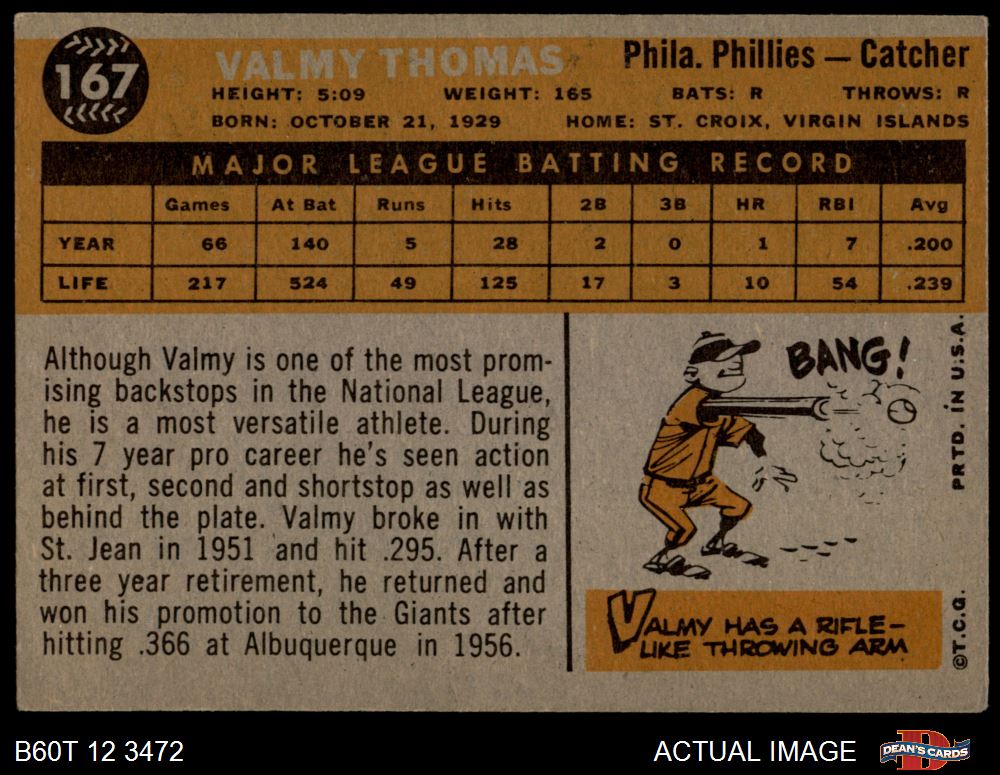 167
VALMY THOMAS
Phila. Phillies — Catcher
HEIGHT: 5:09 WEIGHT: 165 BATS: R THROWS: R
BORN: OCTOBER 21, 1929 HOME: ST. CROIX, VIRGIN ISLANDS
MAJOR LEAGUE BATTING RECORD
Games At Bat Runs Hits 2B 3B HR RBI Avg
YEAR 66 140 5 28 2 0 1 7 .200
LIFE 217 524 49 125 17 3 10 54 .239
Although Valmy is one of the most prom-
ising backstops in the National League,
he is a most versatile athlete. During
his 7 year pro career he's seen action
at first, second and shortstop as well as
behind the plate. Valmy broke in with
St. Jean in 1951 and hit .295. After a
three year retirement, he returned and
won his promotion to the Giants after
hitting .366 at Albuquerque in 1956.
BANG!
VALMY HAS A RIFLE-
LIKE THROWING ARM
PRTD. IN U.S.A.
©T.C.G.
B60T 12 3472
ACTUAL IMAGE
D
DEAN'S CARDS